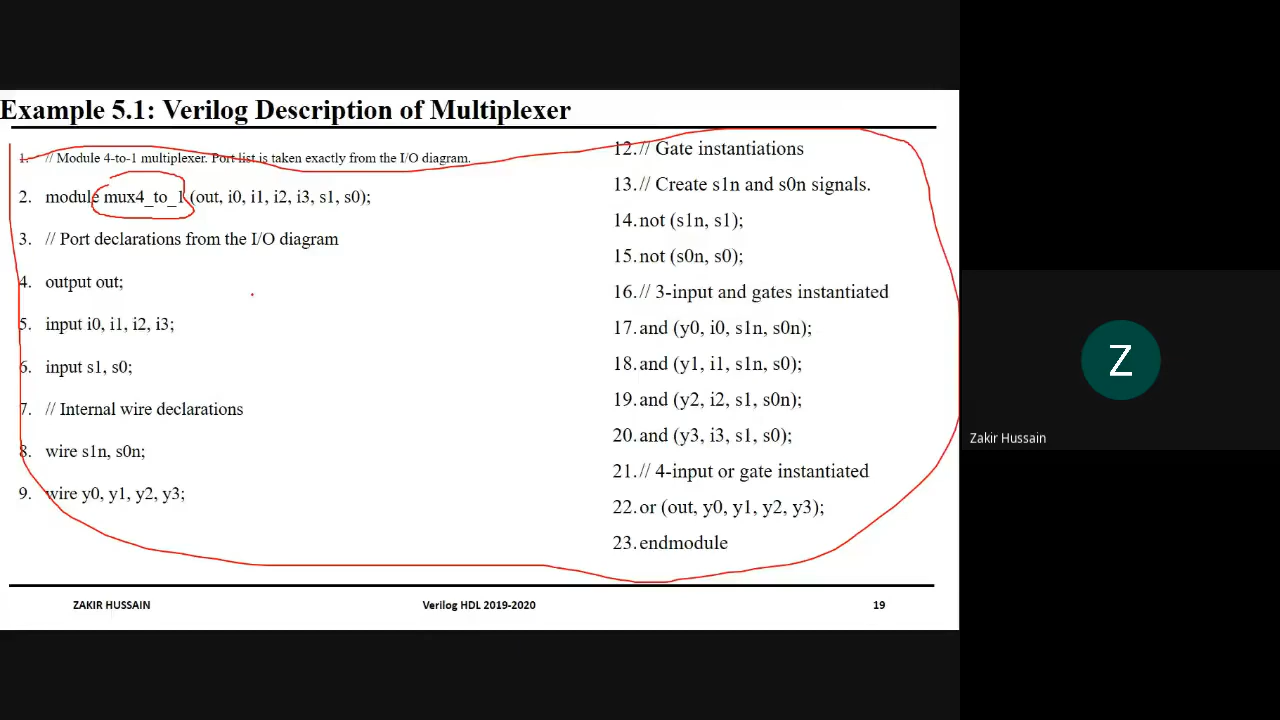 Example 5.1: Verilog Description of Multiplexer
1. // Module 4-to-1 multiplexer. Port list is taken exactly from the I/O diagram.
2. module mux4_to_1 (out, i0, i1, i2, i3, s1, s0);
3. // Port declarations from the I/O diagram
4. output out;
5. input i0, i1, i2, i3;
6. input s1, s0;
7. // Internal wire declarations
8. wire s1n, s0n;
9. wire y0, y1, y2, y3;
12. // Gate instantiations
13. // Create s1n and s0n signals.
14. not (s1n, s1);
15. not (s0n, s0);
16. // 3-input and gates instantiated
17. and (y0, i0, s1n, s0n);
18. and (y1, i1, s1n, s0);
19. and (y2, i2, s1, s0n);
20. and (y3, i3, s1, s0);
21. // 4-input or gate instantiated
22. or (out, y0, y1, y2, y3);
23. endmodule
ZAKIR HUSSAIN
Verilog HDL 2019-2020
19
Z
Zakir Hussain